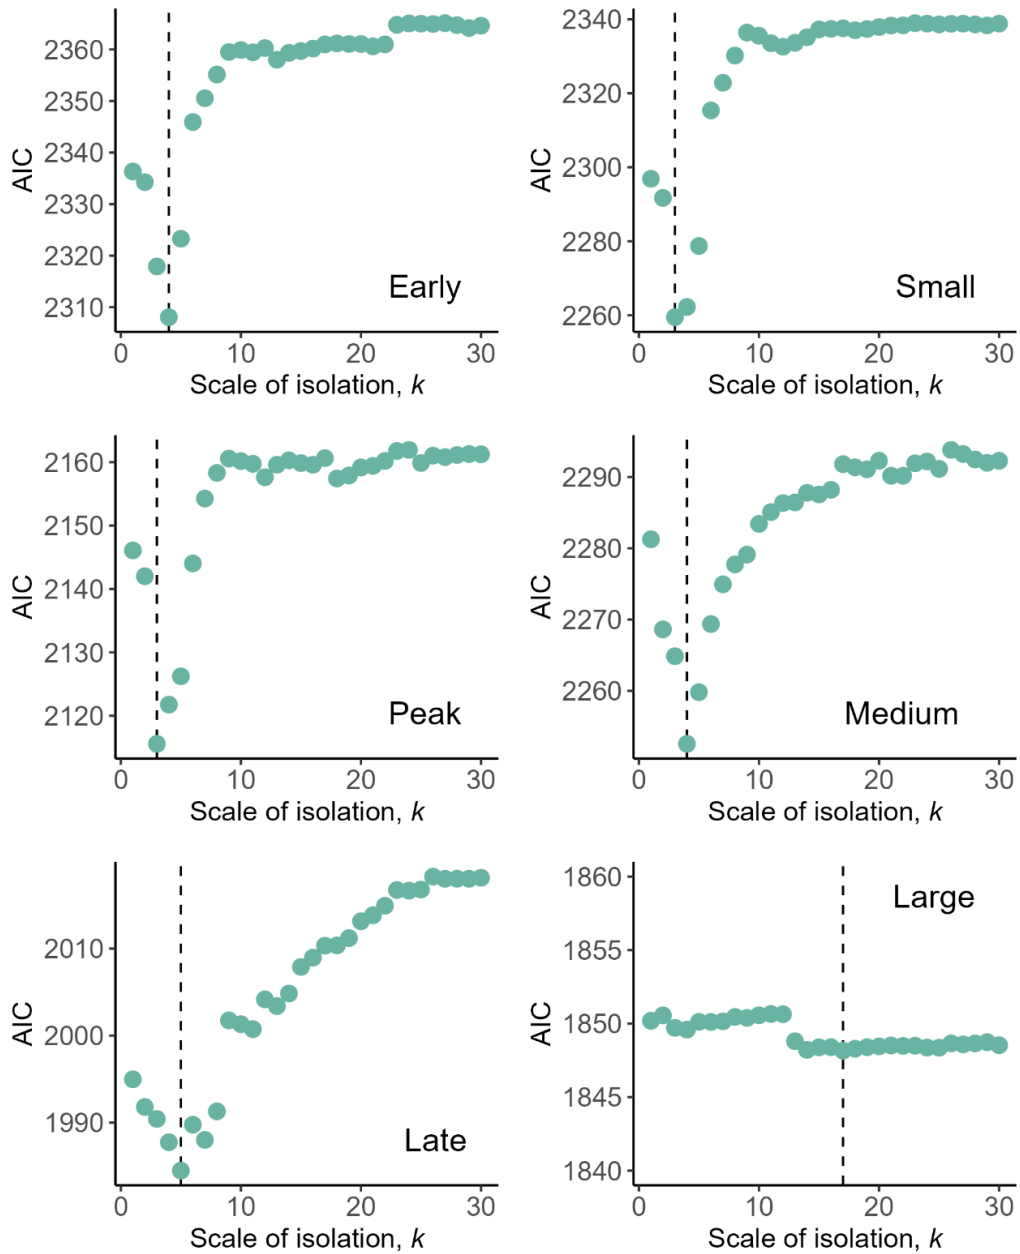 AIC
2360
2350
2340
2330
2320
2310
Early
0 10 20 30
Scale of isolation, k
AIC
2340
2320
2300
2280
2260
Small
0 10 20 30
Scale of isolation, k
AIC
2160
2150
2140
2130
2120
Peak
0 10 20 30
Scale of isolation, k
AIC
2290
2280
2270
2260
Medium
0 10 20 30
Scale of isolation, k
AIC
2010
2000
1990
Late
0 10 20 30
Scale of isolation, k
AIC
1860
1855
1850
1845
1840
Large
0 10 20 30
Scale of isolation, k